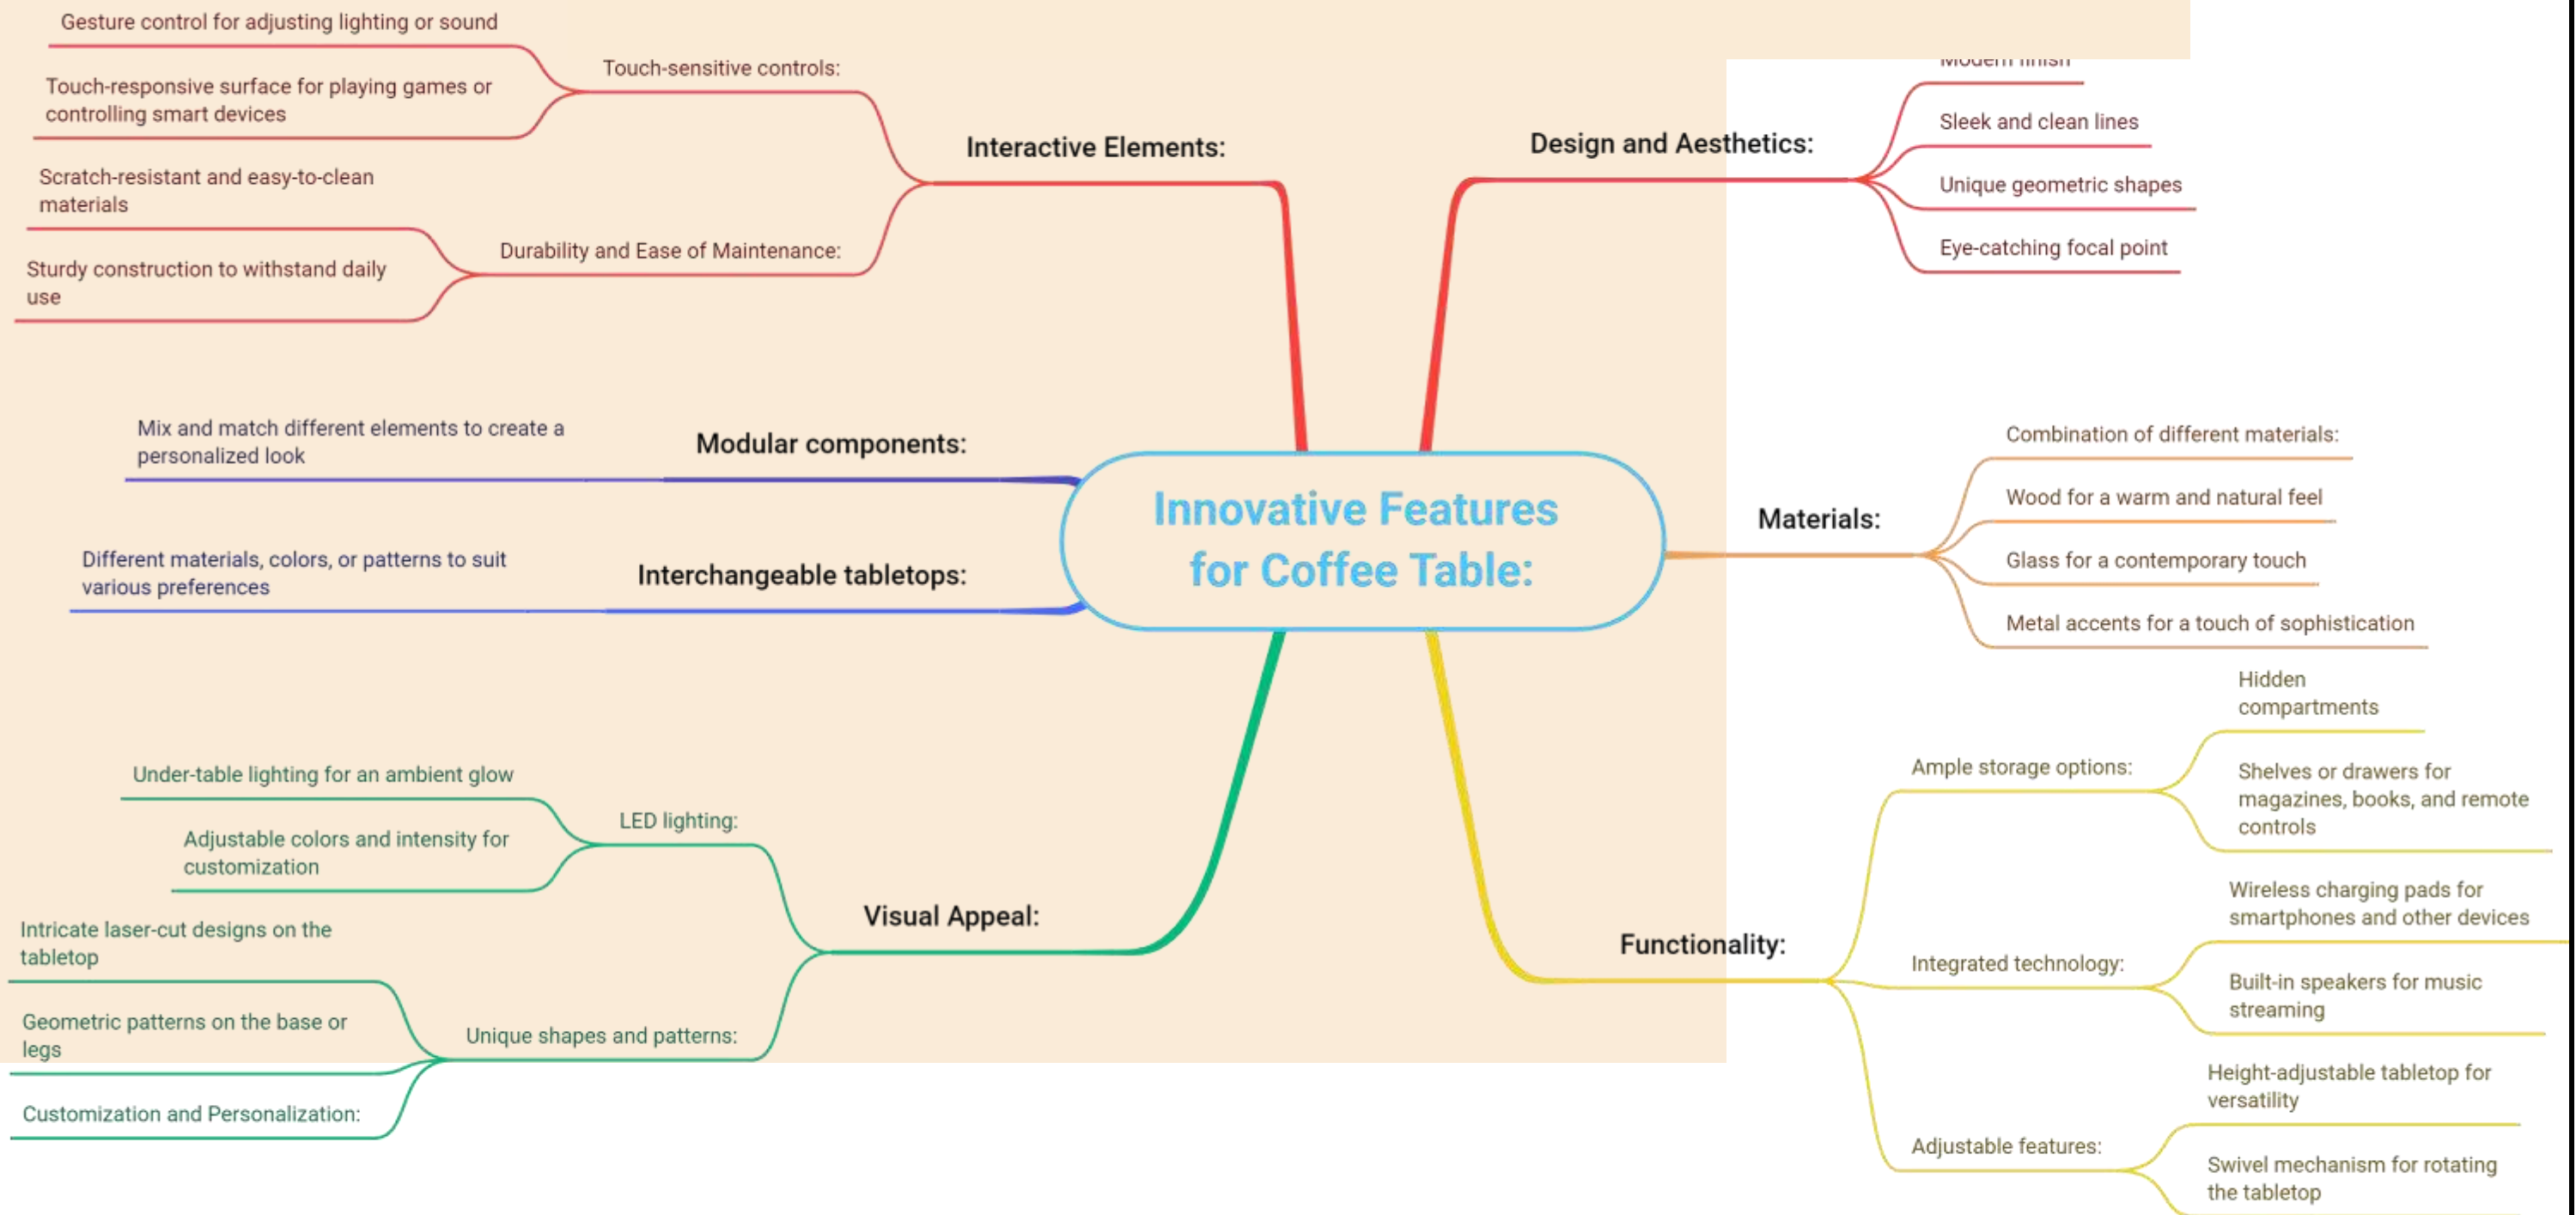 Gesture control for adjusting lighting or sound
Touch-responsive surface for playing games or
controlling smart devices
Touch-sensitive controls:
Scratch-resistant and easy-to-clean
materials
Sturdy construction to withstand daily
use
Durability and Ease of Maintenance:
Interactive Elements:
Design and Aesthetics:
Modern finish
Sleek and clean lines
Unique geometric shapes
Eye-catching focal point
Mix and match different elements to create a
personalized look
Modular components:
Different materials, colors, or patterns to suit
various preferences
Interchangeable tabletops:
Innovative Features
for Coffee Table:
Materials:
Combination of different materials:
Wood for a warm and natural feel
Glass for a contemporary touch
Metal accents for a touch of sophistication
Under-table lighting for an ambient glow
Adjustable colors and intensity for
customization
LED lighting:
Visual Appeal:
Intricate laser-cut designs on the
tabletop
Geometric patterns on the base or
legs
Customization and Personalization:
Unique shapes and patterns:
Functionality:
Ample storage options:
Hidden
compartments
Shelves or drawers for
magazines, books, and remote
controls
Integrated technology:
Wireless charging pads for
smartphones and other devices
Built-in speakers for music
streaming
Adjustable features:
Height-adjustable tabletop for
versatility
Swivel mechanism for rotating
the tabletop